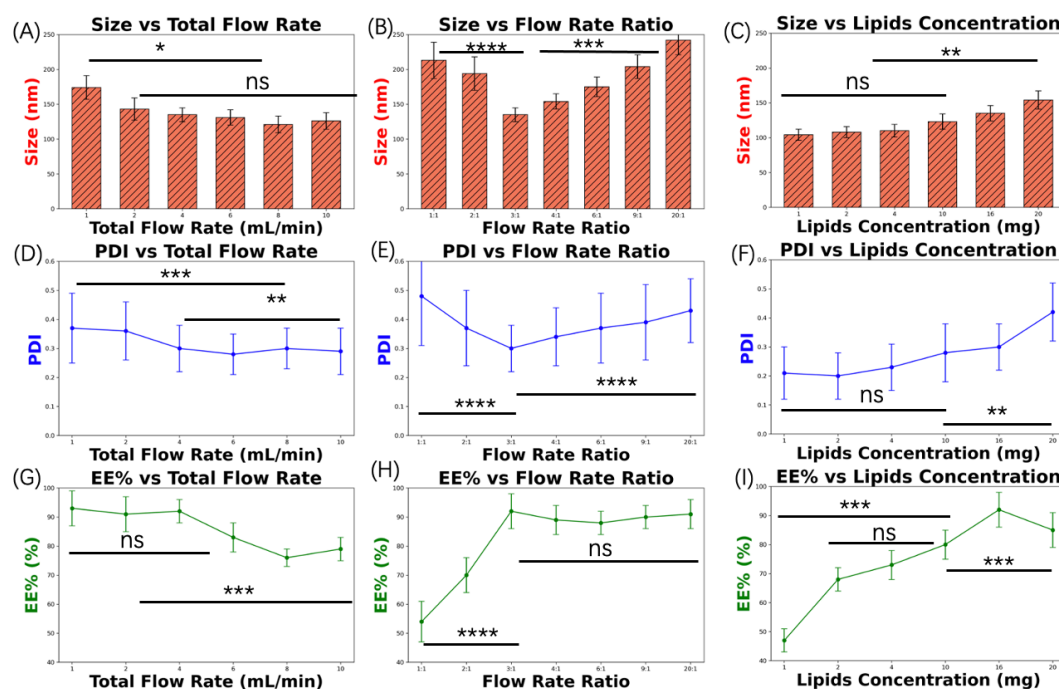 (A)
Size vs Total Flow Rate
250
200
150
100
50
0
Size (nm)
*
ns
1 2 4 6 8 10
Total Flow Rate (mL/min)
(B)
Size vs Flow Rate Ratio
250
200
150
100
50
0
Size (nm)
****
***
1:1 2:1 3:1 4:1 6:1 9:1 20:1
Flow Rate Ratio
(C)
Size vs Lipids Concentration
250
200
150
100
50
0
Size (nm)
**
ns
1 2 4 10 16 20
Lipids Concentration (mg)
(D)
PDI vs Total Flow Rate
0.6
0.5
0.4
0.3
0.2
0.1
0.0
PDI
***
**
1 2 4 6 8 10
Total Flow Rate (mL/min)
(E)
PDI vs Flow Rate Ratio
0.6
0.5
0.4
0.3
0.2
0.1
0.0
PDI
****
****
1:1 2:1 3:1 4:1 6:1 9:1 20:1
Flow Rate Ratio
(F)
PDI vs Lipids Concentration
0.6
0.5
0.4
0.3
0.2
0.1
0.0
PDI
ns
**
1 2 4 10 16 20
Lipids Concentration (mg)
(G)
EE% vs Total Flow Rate
100
90
80
70
60
50
40
EE% (%)
ns
***
1 2 4 6 8 10
Total Flow Rate (mL/min)
(H)
EE% vs Flow Rate Ratio
100
90
80
70
60
50
40
EE% (%)
ns
****
1:1 2:1 3:1 4:1 6:1 9:1 20:1
Flow Rate Ratio
(I)
EE% vs Lipids Concentration
100
90
80
70
60
50
40
EE% (%)
***
ns
***
1 2 4 10 16 20
Lipids Concentration (mg)